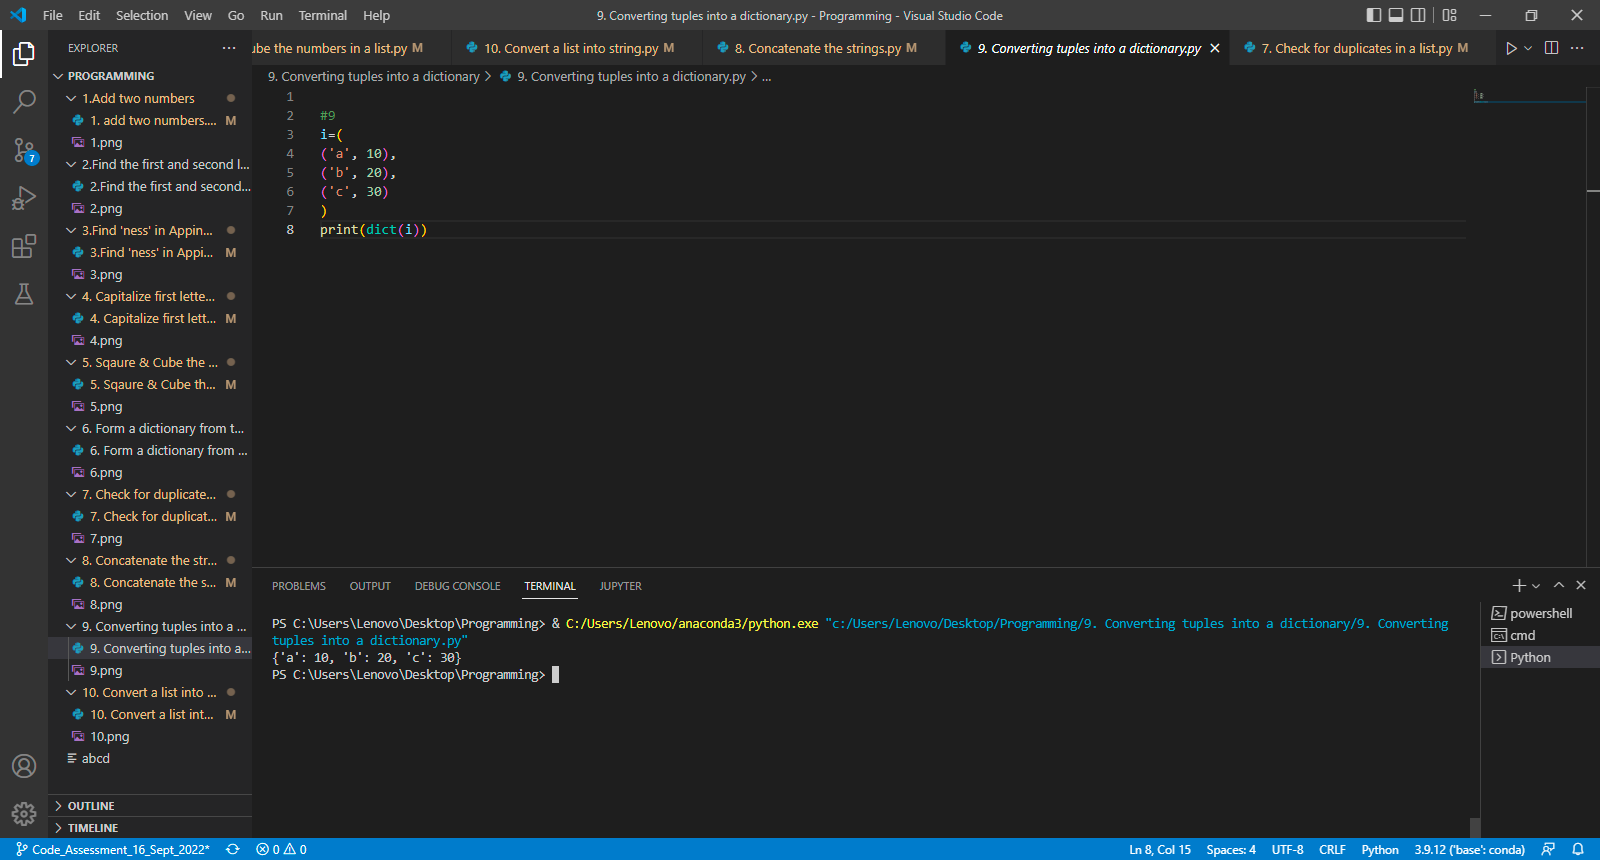 File Edit Selection View Go Run Terminal Help 9. Converting tuples into a dictionary.py - Programming - Visual Studio Code
EXPLORER
ube the numbers in a list.py M 10. Convert a list into string.py M 8. Concatenate the strings.py M 9. Converting tuples into a dictionary.py 7. Check for duplicates in a list.py M
PROGRAMMING
9. Converting tuples into a dictionary > 9. Converting tuples into a dictionary.py > ...
1.Add two numbers
1. add two numbers.... M
1.png
2.Find the first and second l...
2.Find the first and second...
2.png
3.Find 'ness' in Appin...
3.Find 'ness' in Appi... M
3.png
4. Capitalize first lette...
4. Capitalize first lett... M
4.png
5. Sqaure & Cube the ...
5. Sqaure & Cube th... M
5.png
6. Form a dictionary from t...
6. Form a dictionary from ...
6.png
7. Check for duplicate...
7. Check for duplicat... M
7.png
8. Concatenate the str...
8. Concatenate the s... M
8.png
9. Converting tuples into a ...
9. Converting tuples into a...
9.png
10. Convert a list into ...
10. Convert a list int... M
10.png
abcd
OUTLINE
TIMELINE
7
1
2 #9
3 i=(
4 ('a', 10),
5 ('b', 20),
6 ('c', 30)
7 )
8 print(dict(i))
PROBLEMS OUTPUT DEBUG CONSOLE TERMINAL JUPYTER
PS C:\Users\Lenovo\Desktop\Programming> & C:/Users/Lenovo/anaconda3/python.exe "c:/Users/Lenovo/Desktop/Programming/9. Converting tuples into a dictionary/9. Converting
tuples into a dictionary.py"
{'a': 10, 'b': 20, 'c': 30}
PS C:\Users\Lenovo\Desktop\Programming>
powershell
cmd
Python
Code_Assessment_16_Sept_2022* 0 0 Ln 8, Col 15 Spaces: 4 UTF-8 CRLF Python 3.9.12 ('base': conda)